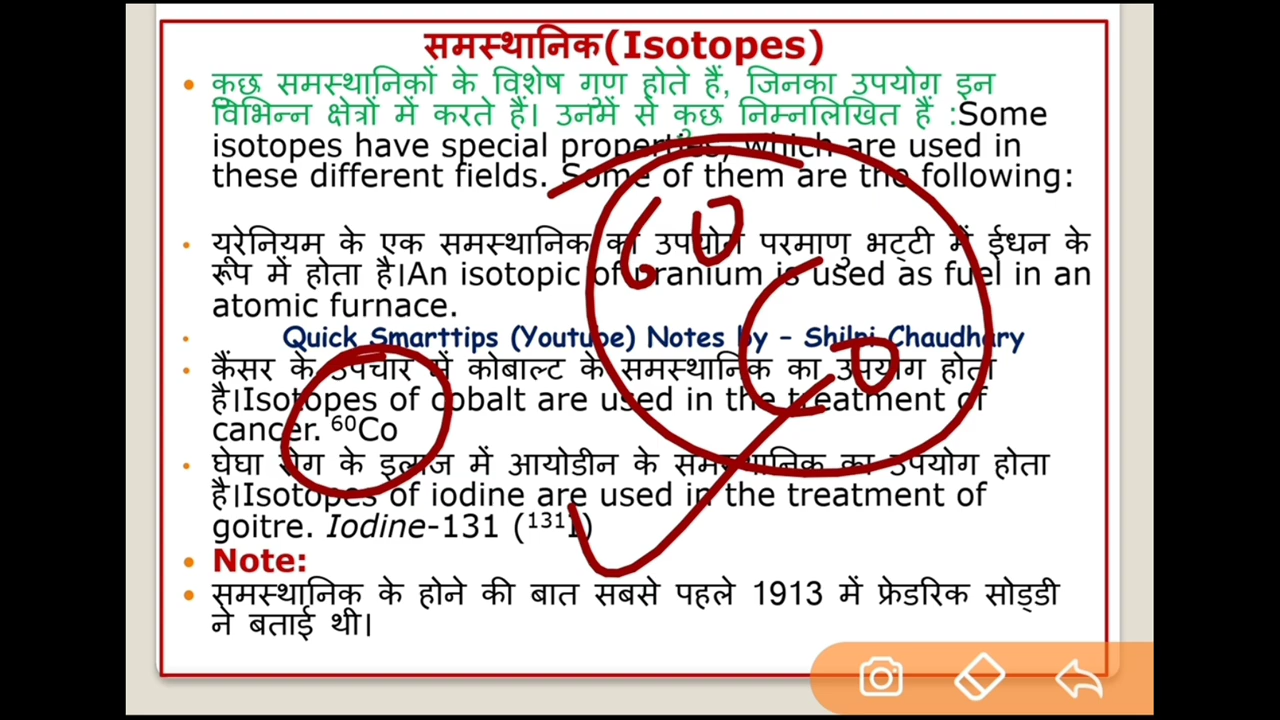 समस्थानिक(Isotopes)
कुछ समस्थानिकों के विशेष गुण होते हैं, जिनका उपयोग इन
विभिन्न क्षेत्रों में करते हैं। उनमें से कुछ निम्नलिखित हैं :Some
isotopes have special properties, which are used in
these different fields. Some of them are the following:
60
यूरेनियम के एक समस्थानिक का उपयोग परमाणु भट्टी में ईधन के
रूप में होता है।An isotopic of uranium is used as fuel in an
atomic furnace.
Quick Smarttips (Youtube) Notes by – Shilpi Chaudhary
Co
कैंसर के उपचार में कोबाल्ट के समस्थानिक का उपयोग होता
है।Isotopes of cobalt are used in the treatment of
cancer. ⁶⁰Co
घेघा रोग के इलाज में आयोडीन के समस्थानिक का उपयोग होता
है।Isotopes of iodine are used in the treatment of
goitre. Iodine-131 (¹³¹I)
Note:
समस्थानिक के होने की बात सबसे पहले 1913 में फ्रेडरिक सोड्डी
ने बताई थी।